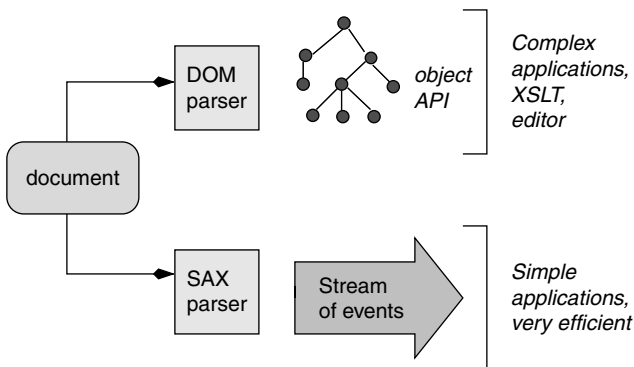 DOM
parser
object
API
Complex
applications,
XSLT,
editor
document
SAX
parser
Stream
of events
Simple
applications,
very efficient